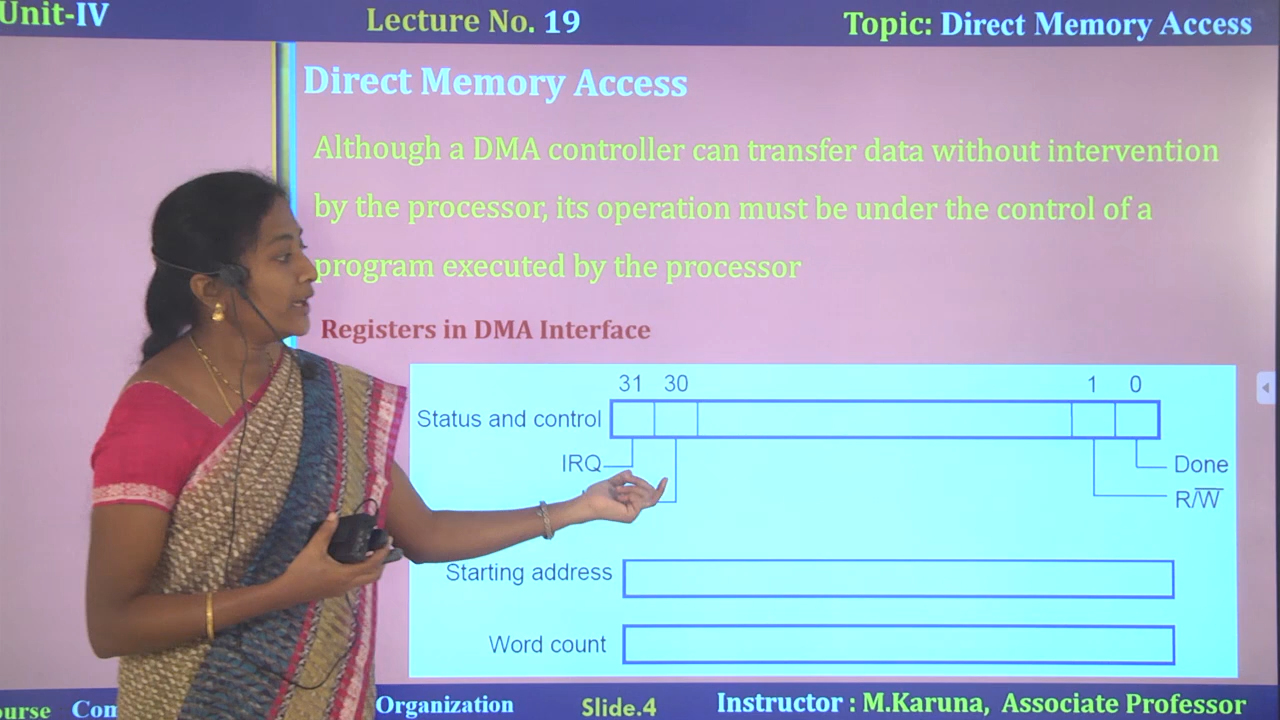 Unit-IV
Lecture No. 19
Topic: Direct Memory Access
Direct Memory Access
Although a DMA controller can transfer data without intervention
by the processor, its operation must be under the control of a
program executed by the processor
Registers in DMA Interface
31 30 1 0
Status and control
IRQ
Done
R/W̅
Starting address
Word count
Organization
Slide.4
Instructor : M.Karuna, Associate Professor